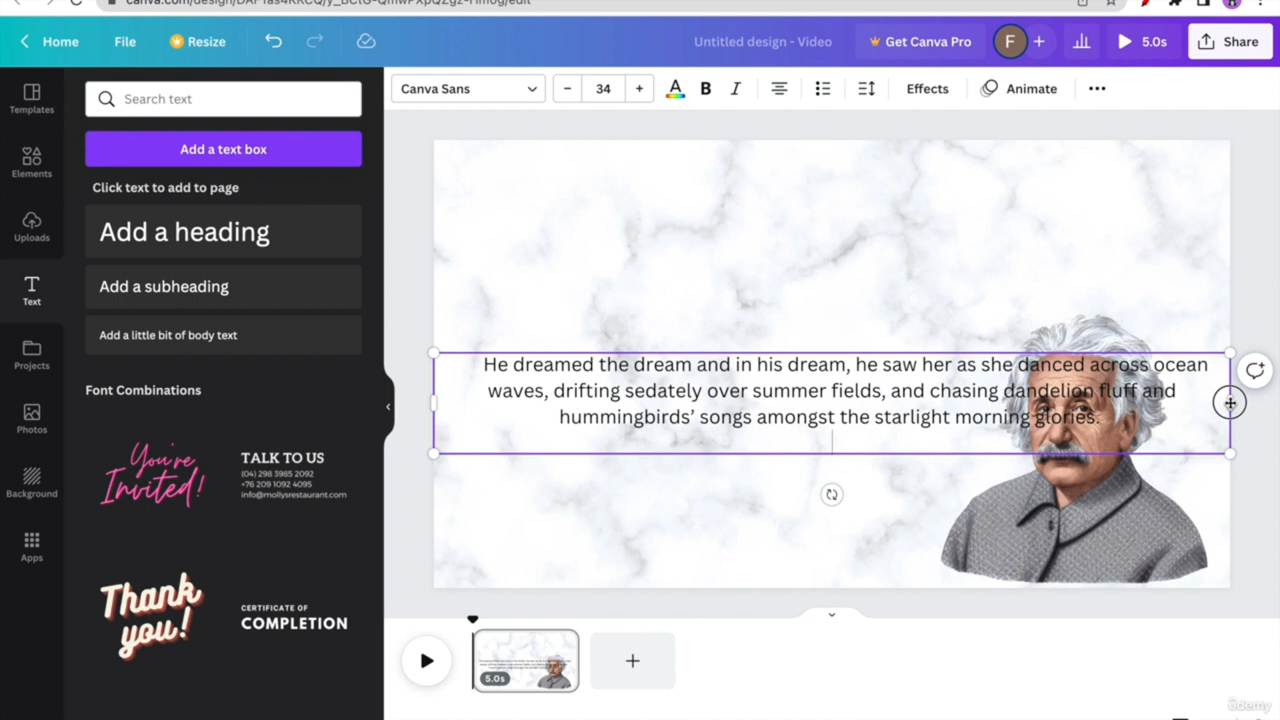 Home
File
Resize
Untitled design - Video
Get Canva Pro
F
5.0s
Share
Templates
Elements
Uploads
Text
Projects
Photos
Background
Apps
Search text
Add a text box
Click text to add to page
Add a heading
Add a subheading
Add a little bit of body text
Font Combinations
You're
Invited!
TALK TO US
(04) 298 3985 2092
+76 209 1092 4095
info@mollysrestaurant.com
Thank
you!
CERTIFICATE OF
COMPLETION
Canva Sans
34
A
B
I
Effects
Animate
He dreamed the dream and in his dream, he saw her as she danced across ocean
waves, drifting sedately over summer fields, and chasing dandelion fluff and
hummingbirds’ songs amongst the starlight morning glories.
5.0s
ûdemy